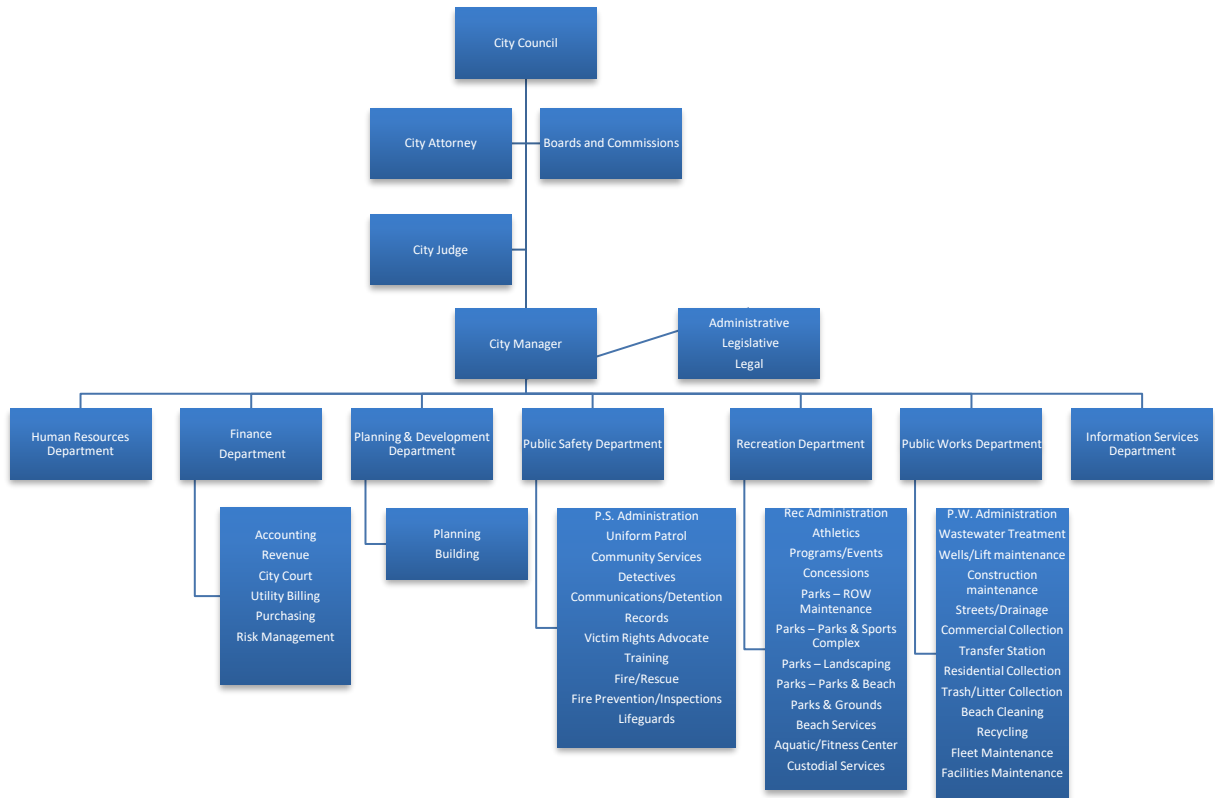 City Council
City Attorney
Boards and Commissions
City Judge
City Manager
Administrative
Legislative
Legal
Human Resources
Department
Finance
Department
Planning & Development
Department
Public Safety Department
Recreation Department
Public Works Department
Information Services
Department
Accounting
Revenue
City Court
Utility Billing
Purchasing
Risk Management
Planning
Building
P.S. Administration
Uniform Patrol
Community Services
Detectives
Communications/Detention
Records
Victim Rights Advocate
Training
Fire/Rescue
Fire Prevention/Inspections
Lifeguards
Rec Administration
Athletics
Programs/Events
Concessions
Parks – ROW
Maintenance
Parks – Parks & Sports
Complex
Parks – Landscaping
Parks – Parks & Beach
Parks & Grounds
Beach Services
Aquatic/Fitness Center
Custodial Services
P.W. Administration
Wastewater Treatment
Wells/Lift maintenance
Construction
maintenance
Streets/Drainage
Commercial Collection
Transfer Station
Residential Collection
Trash/Litter Collection
Beach Cleaning
Recycling
Fleet Maintenance
Facilities Maintenance